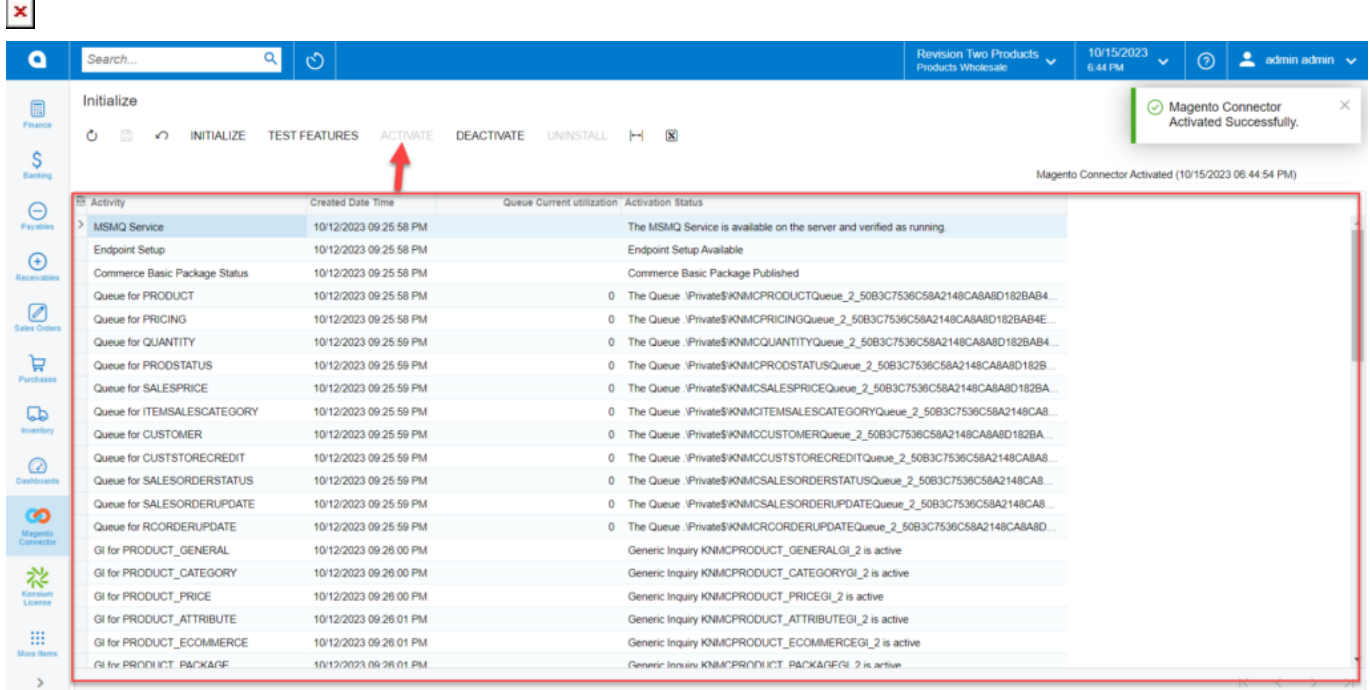 Search...
Revision Two Products
Products Wholesale
10/15/2023
6:44 PM
admin admin
Initialize
INITIALIZE TEST FEATURES ACTIVATE DEACTIVATE UNINSTALL
Magento Connector
Activated Successfully.
Magento Connector Activated (10/15/2023 06:44:54 PM)
Finance
Banking
Payables
Receivables
Sales Orders
Purchases
Inventory
Dashboards
Magento
Connector
Kensium
License
More Items
Activity Created Date Time Queue Current utilization Activation Status
MSMQ Service 10/12/2023 09:25:58 PM The MSMQ Service is available on the server and verified as running.
Endpoint Setup 10/12/2023 09:25:58 PM Endpoint Setup Available
Commerce Basic Package Status 10/12/2023 09:25:58 PM Commerce Basic Package Published
Queue for PRODUCT 10/12/2023 09:25:58 PM 0 The Queue .\Private$\KNMCPRODUCTQueue_2_50B3C7536C58A2148CA8A8D182BAB4...
Queue for PRICING 10/12/2023 09:25:58 PM 0 The Queue .\Private$\KNMCPRICINGQueue_2_50B3C7536C58A2148CA8A8D182BAB4E...
Queue for QUANTITY 10/12/2023 09:25:58 PM 0 The Queue .\Private$\KNMCQUANTITYQueue_2_50B3C7536C58A2148CA8A8D182BAB4...
Queue for PRODSTATUS 10/12/2023 09:25:59 PM 0 The Queue .\Private$\KNMCPRODSTATUSQueue_2_50B3C7536C58A2148CA8A8D182B...
Queue for SALESPRICE 10/12/2023 09:25:59 PM 0 The Queue .\Private$\KNMCSALESPRICEQueue_2_50B3C7536C58A2148CA8A8D182BA...
Queue for ITEMSALESCATEGORY 10/12/2023 09:25:59 PM 0 The Queue .\Private$\KNMCITEMSALESCATEGORYQueue_2_50B3C7536C58A2148CA8...
Queue for CUSTOMER 10/12/2023 09:25:59 PM 0 The Queue .\Private$\KNMCCUSTOMERQueue_2_50B3C7536C58A2148CA8A8D182BA...
Queue for CUSTSTORECREDIT 10/12/2023 09:25:59 PM 0 The Queue .\Private$\KNMCCUSTSTORECREDITQueue_2_50B3C7536C58A2148CA8A8...
Queue for SALESORDERSTATUS 10/12/2023 09:25:59 PM 0 The Queue .\Private$\KNMCSALESORDERSTATUSQueue_2_50B3C7536C58A2148CA8...
Queue for SALESORDERUPDATE 10/12/2023 09:25:59 PM 0 The Queue .\Private$\KNMCSALESORDERUPDATEQueue_2_50B3C7536C58A2148CA8...
Queue for RCORDERUPDATE 10/12/2023 09:25:59 PM 0 The Queue .\Private$\KNMCRCORDERUPDATEQueue_2_50B3C7536C58A2148CA8A8D...
GI for PRODUCT_GENERAL 10/12/2023 09:26:00 PM Generic Inquiry KNMCPRODUCT_GENERALGI_2 is active
GI for PRODUCT_CATEGORY 10/12/2023 09:26:00 PM Generic Inquiry KNMCPRODUCT_CATEGORYGI_2 is active
GI for PRODUCT_PRICE 10/12/2023 09:26:00 PM Generic Inquiry KNMCPRODUCT_PRICEGI_2 is active
GI for PRODUCT_ATTRIBUTE 10/12/2023 09:26:01 PM Generic Inquiry KNMCPRODUCT_ATTRIBUTEGI_2 is active
GI for PRODUCT_ECOMMERCE 10/12/2023 09:26:01 PM Generic Inquiry KNMCPRODUCT_ECOMMERCEGI_2 is active
GI for PRODUCT_PACKAGE 10/12/2023 09:26:01 PM Generic Inquiry KNMCPRODUCT_PACKAGEGI_2 is active